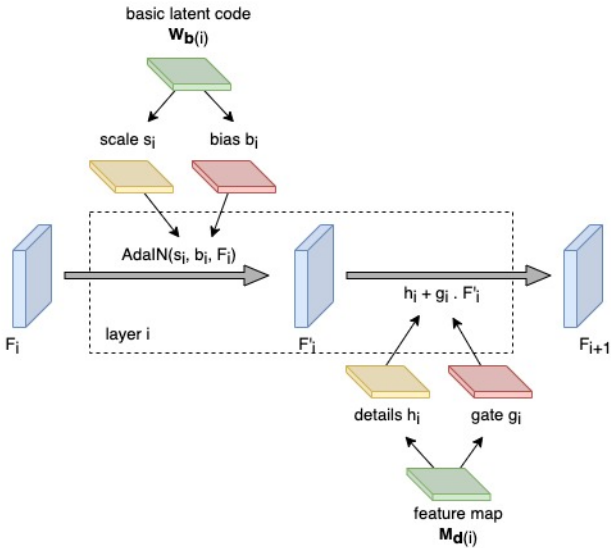 basic latent code
Wb(i)
scale si bias bi
AdaIN(si, bi, Fi)
hi + gi . F'i
layer i
Fi F'i Fi+1
details hi gate gi
feature map
Md(i)